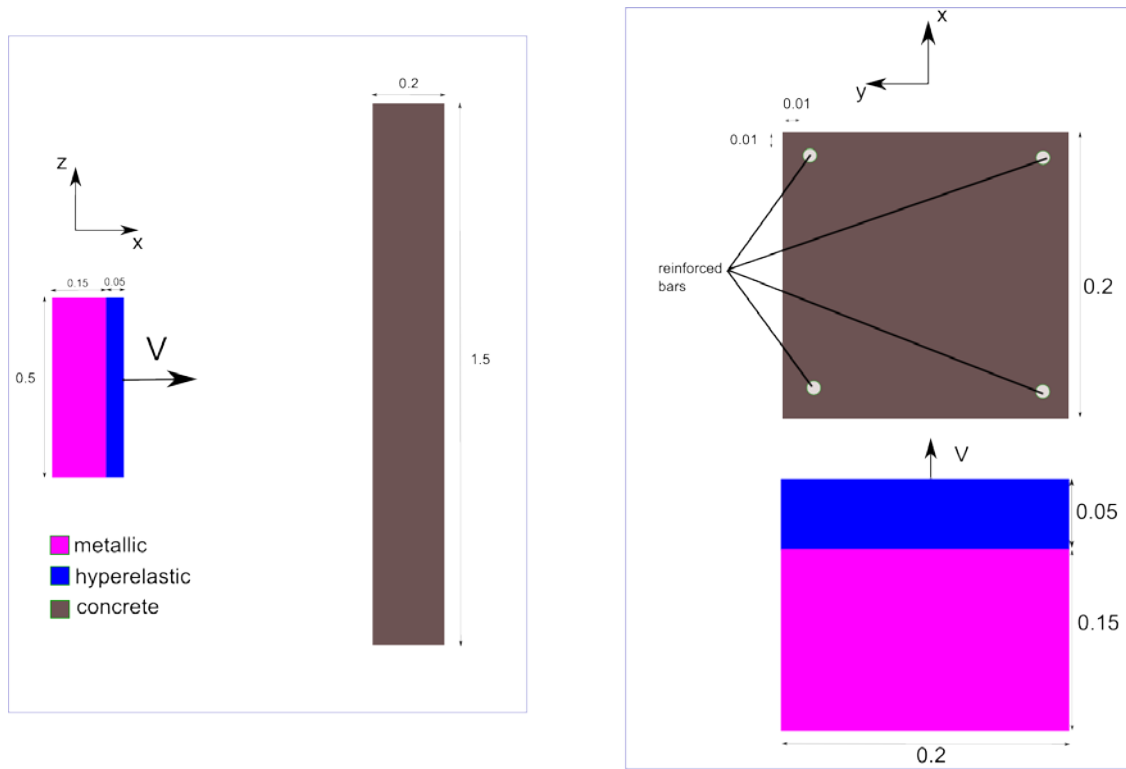 0.2
z
x
0.15
0.05
V
0.5
1.5
metallic
hyperelastic
concrete
x
y
0.01
0.01
reinforced
bars
0.2
V
0.05
0.15
0.2